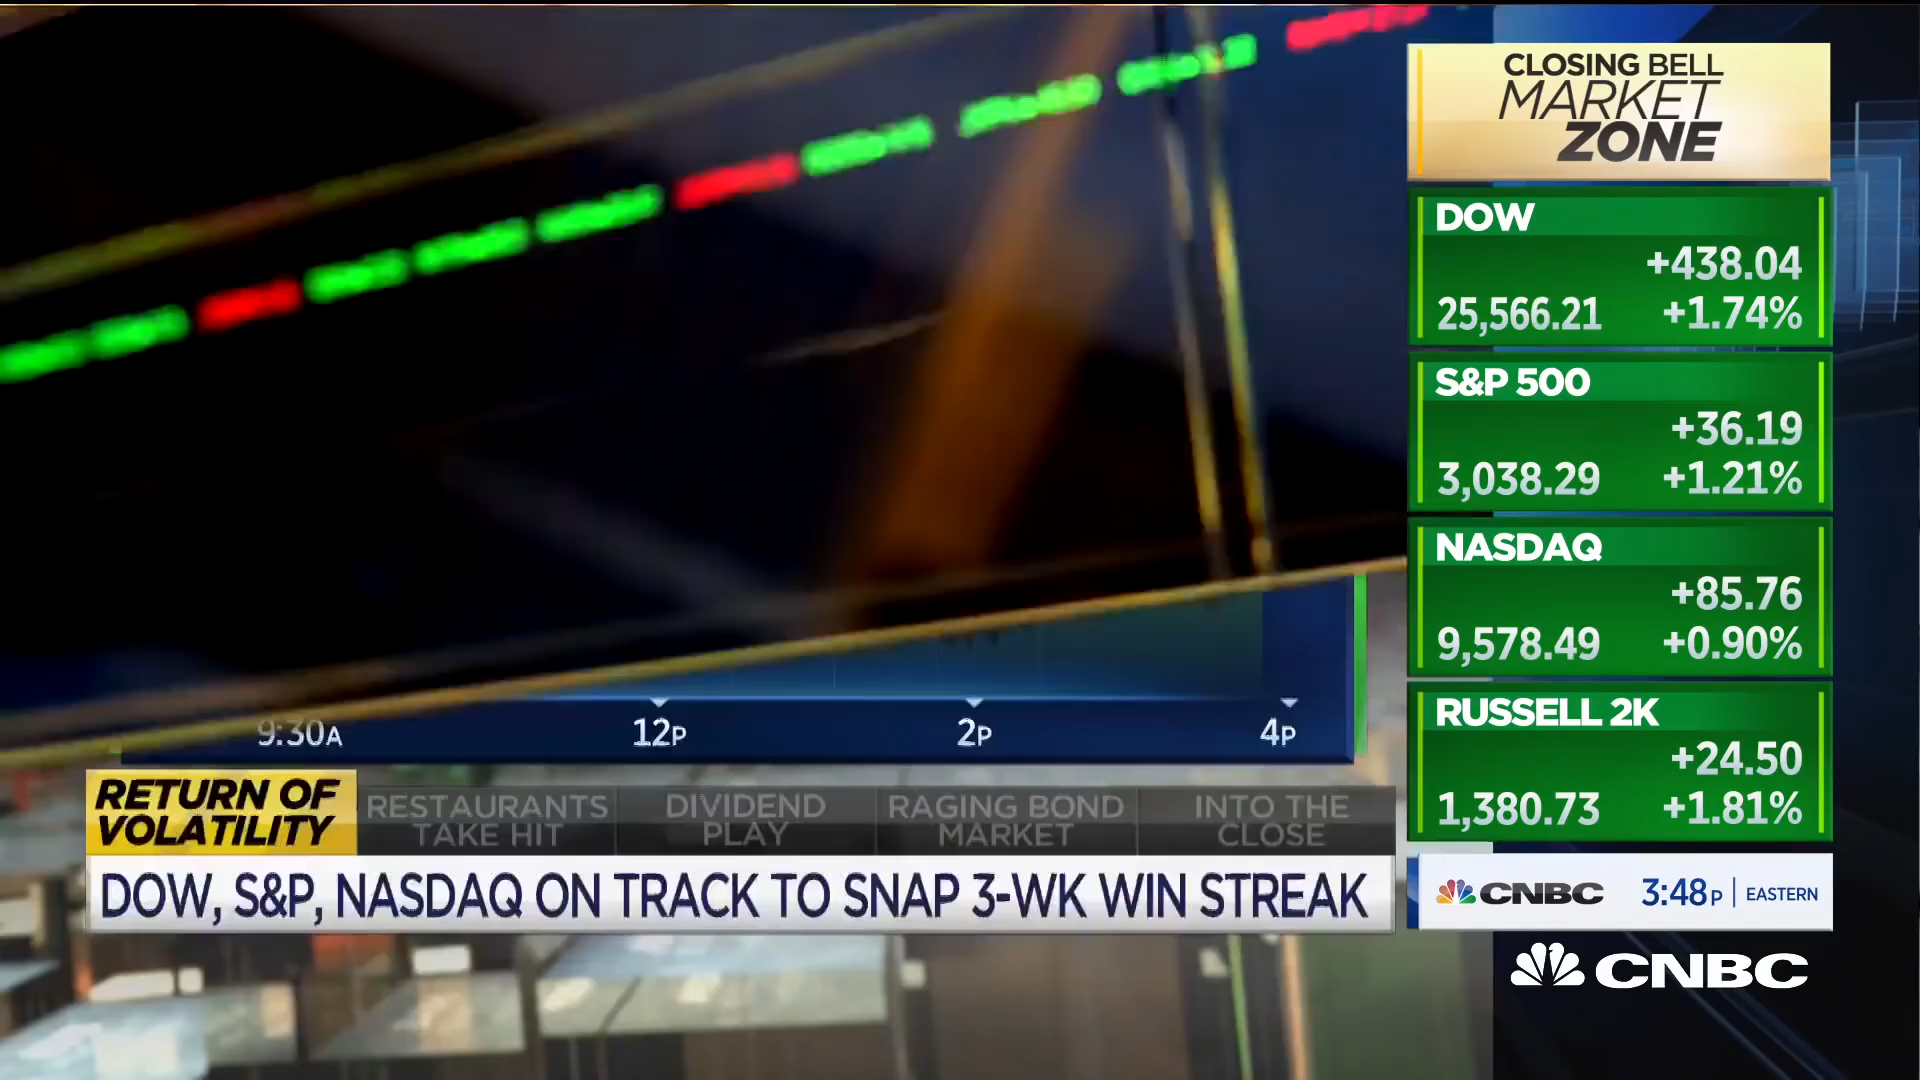 CLOSING BELL
MARKET
ZONE
DOW
+438.04
25,566.21 +1.74%
S&P 500
+36.19
3,038.29 +1.21%
NASDAQ
+85.76
9,578.49 +0.90%
RUSSELL 2K
+24.50
1,380.73 +1.81%
9:30A 12P 2P 4P
RETURN OF
VOLATILITY
RESTAURANTS
TAKE HIT
DIVIDEND
PLAY
RAGING BOND
MARKET
INTO THE
CLOSE
DOW, S&P, NASDAQ ON TRACK TO SNAP 3-WK WIN STREAK
CNBC 3:48P | EASTERN
CNBC